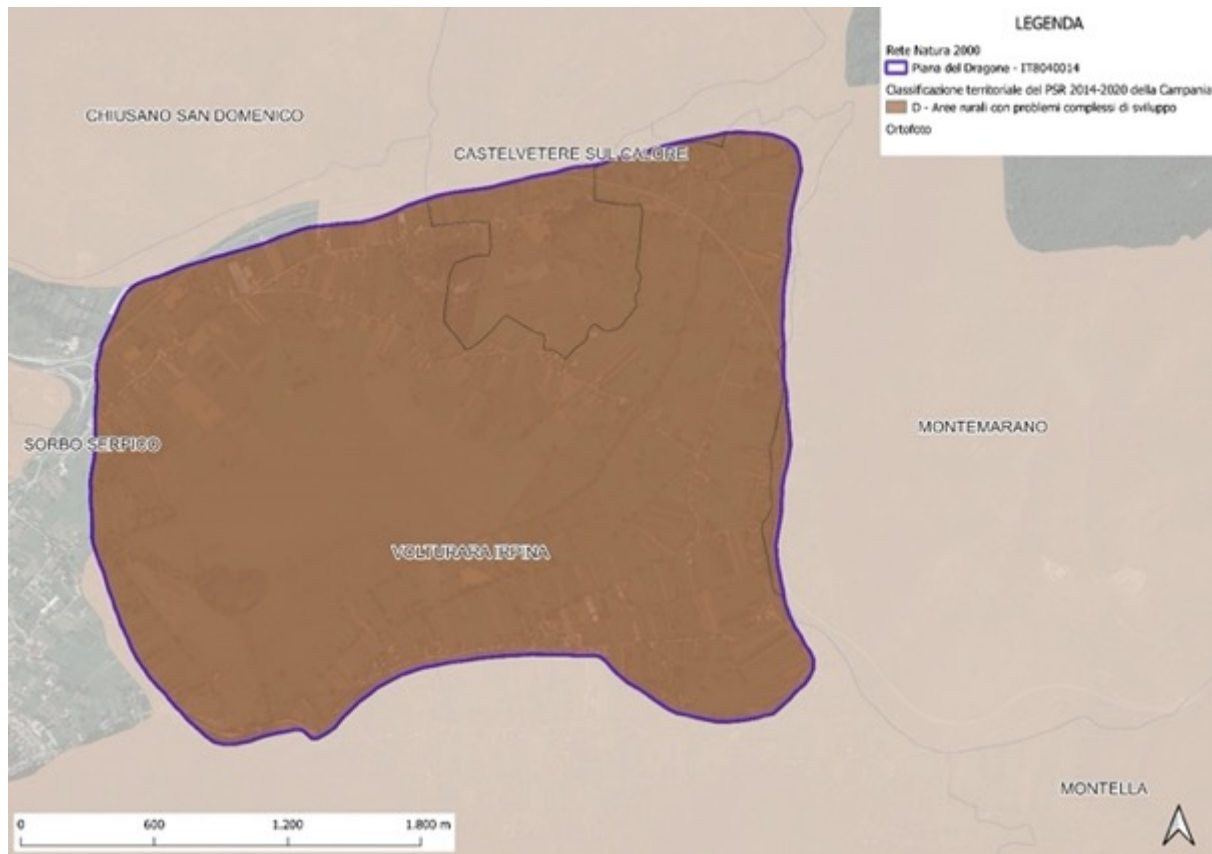 LEGENDA
Rete Natura 2000
Piana del Dragone - IT8040014
Classificazione territoriale del PSR 2014-2020 della Campania
D - Aree rurali con problemi complessi di sviluppo
Ortofoto
CHIUSANO SAN DOMENICO
CASTELVETERE SUL CALORE
MONTEMARANO
SORBO SERPICO
VOLTURARA IRPINA
MONTELLA
0 600 1.200 1.800 m